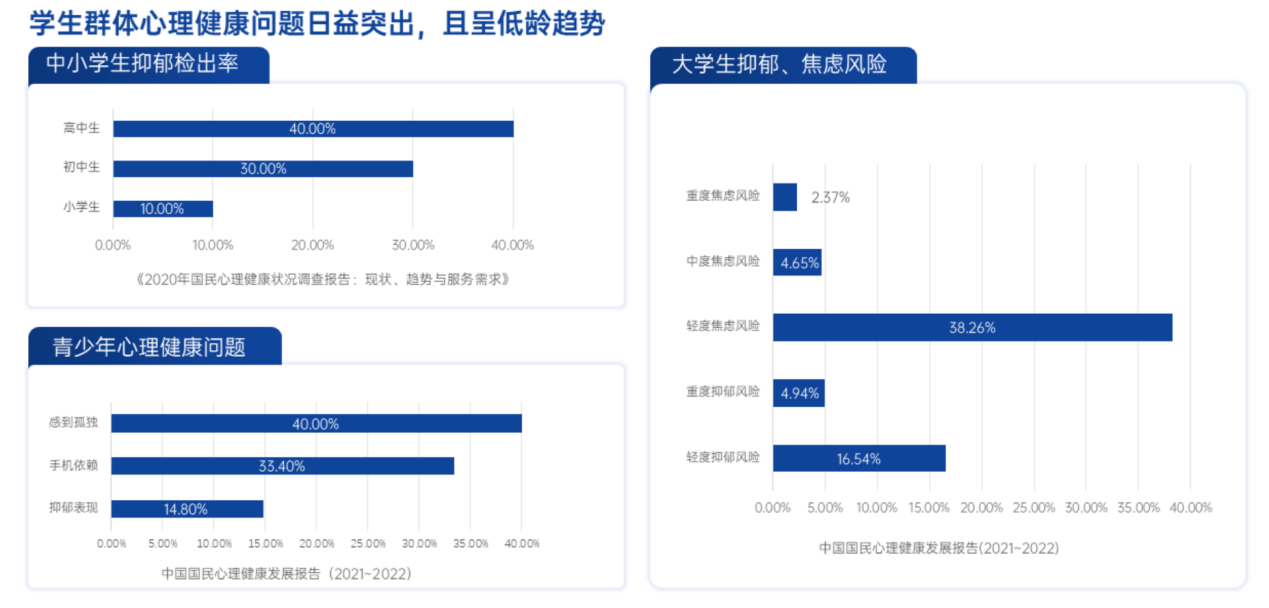 学生群体心理健康问题日益突出，且呈低龄趋势
中小学生抑郁检出率
高中生 40.00%
初中生 30.00%
小学生 10.00%
0.00% 10.00% 20.00% 30.00% 40.00%
《2020年国民心理健康状况调查报告：现状、趋势与服务需求》
青少年心理健康问题
感到孤独 40.00%
手机依赖 33.40%
抑郁表现 14.80%
0.00% 5.00% 10.00% 15.00% 20.00% 25.00% 30.00% 35.00% 40.00%
中国国民心理健康发展报告（2021~2022）
大学生抑郁、焦虑风险
重度焦虑风险 2.37%
中度焦虑风险 4.65%
轻度焦虑风险 38.26%
重度抑郁风险 4.94%
轻度抑郁风险 16.54%
0.00% 5.00% 10.00% 15.00% 20.00% 25.00% 30.00% 35.00% 40.00%
中国国民心理健康发展报告(2021~2022)